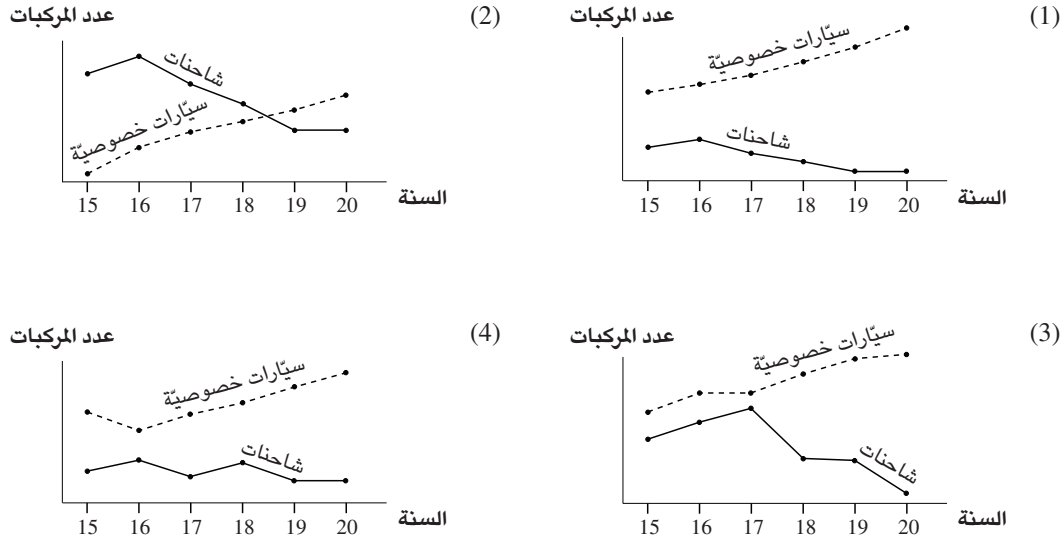 (1)
عدد المركبات
سيّارات خصوصيّة
شاحنات
15 16 17 18 19 20
السنة
(2)
عدد المركبات
شاحنات
سيّارات خصوصيّة
15 16 17 18 19 20
السنة
(3)
عدد المركبات
سيّارات خصوصيّة
شاحنات
15 16 17 18 19 20
السنة
(4)
عدد المركبات
سيّارات خصوصيّة
شاحنات
15 16 17 18 19 20
السنة